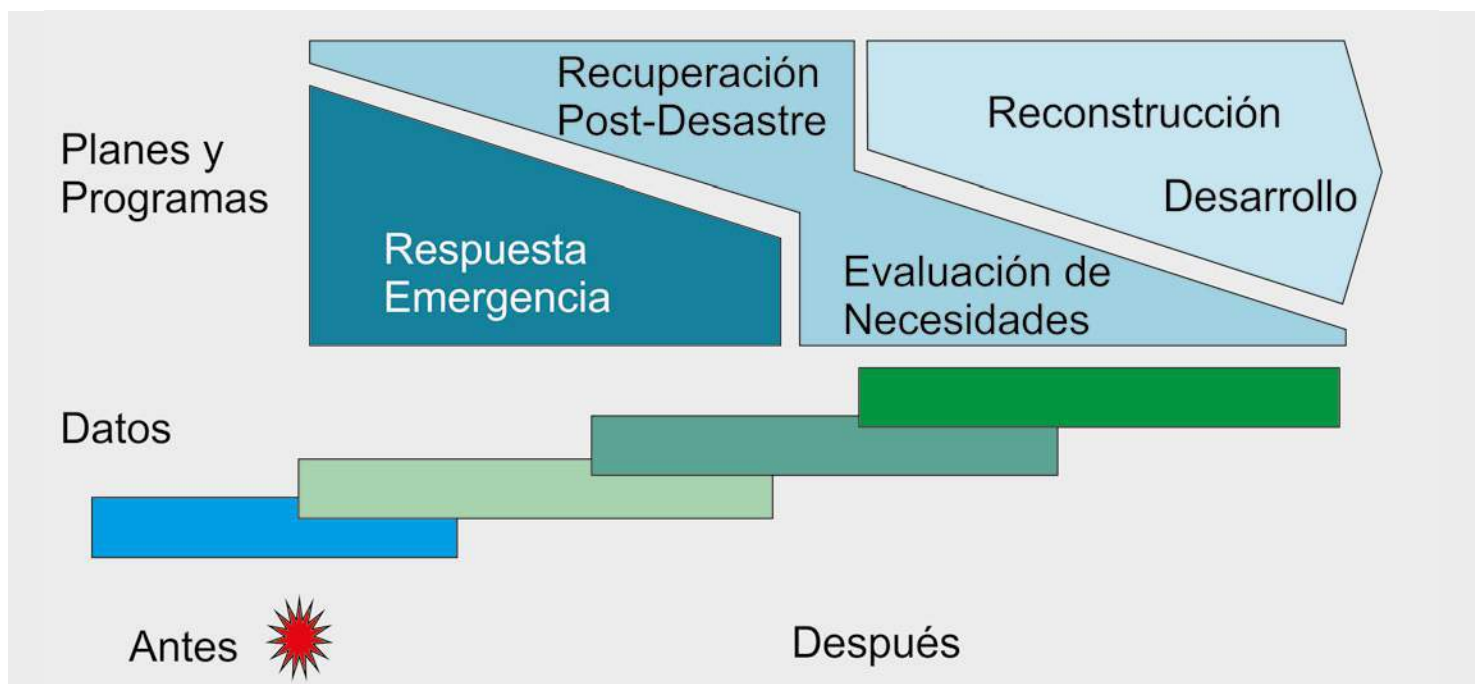 Recuperación
Post-Desastre
Reconstrucción
Planes y
Programas
Desarrollo
Respuesta
Emergencia
Evaluación de
Necesidades
Datos
Antes
Después